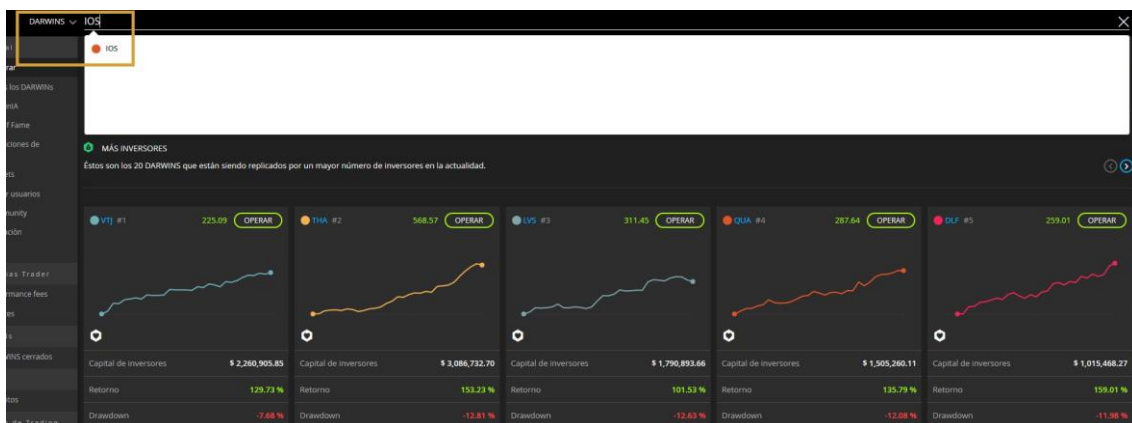 DARWINS IOS
IOS
los DARWINs
Fame
ciones de
usuarios
MÁS INVERSORES
Éstos son los 20 DARWINS que están siendo replicados por un mayor número de inversores en la actualidad.
VTJ #1 225.09 OPERAR
THA #2 568.57 OPERAR
LVS #3 311.45 OPERAR
QUA #4 287.64 OPERAR
DLF #5 259.01 OPERAR
Trader
rmance fees
VINS cerrados
de Trading
Capital de inversores $ 2,260,905.85 Capital de inversores $ 3,086,732.70 Capital de inversores $ 1,790,893.66 Capital de inversores $ 1,505,260.11 Capital de inversores $ 1,015,468.27
Retorno 129.73 % Retorno 153.23 % Retorno 101.53 % Retorno 135.79 % Retorno 159.01 %
Drawdown -7.68 % Drawdown -12.81 % Drawdown -12.63 % Drawdown -12.08 % Drawdown -11.98 %